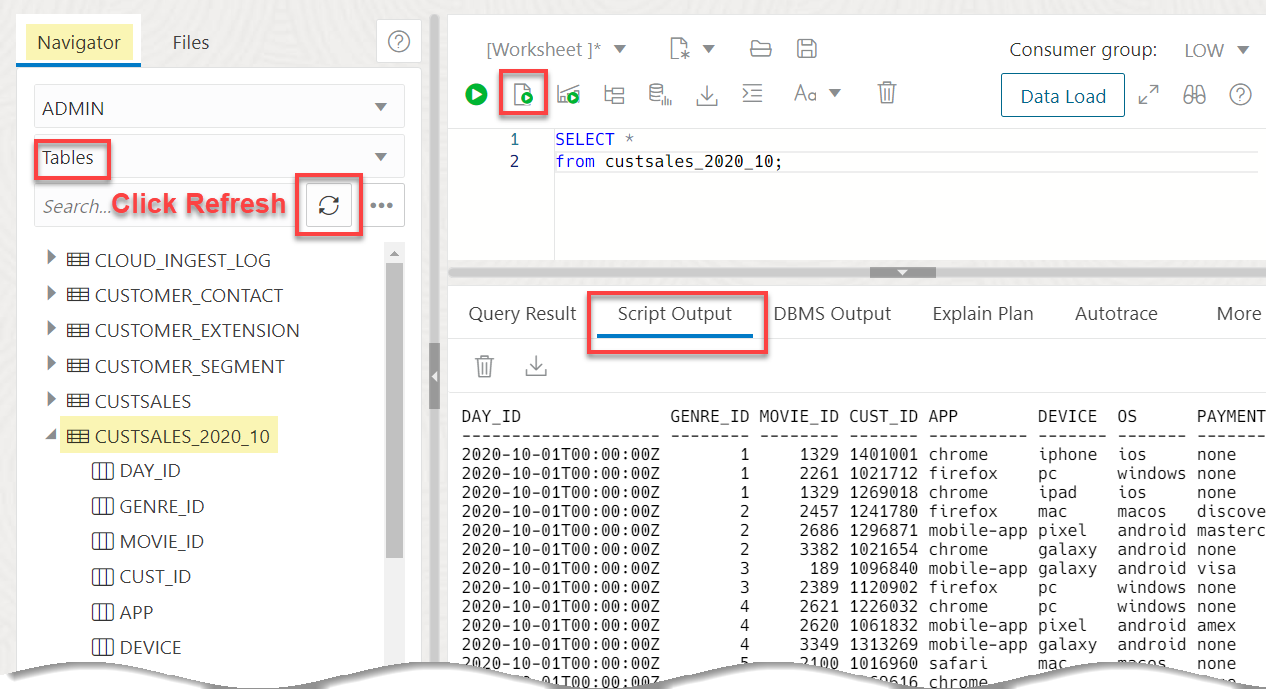 Navigator Files
ADMIN
Tables
Search... Click Refresh
CLOUD_INGEST_LOG
CUSTOMER_CONTACT
CUSTOMER_EXTENSION
CUSTOMER_SEGMENT
CUSTSALES
CUSTSALES_2020_10
DAY_ID
GENRE_ID
MOVIE_ID
CUST_ID
APP
DEVICE
[Worksheet ]* Consumer group: LOW
Aa Data Load
1 SELECT *
2 from custsales_2020_10;
Query Result Script Output DBMS Output Explain Plan Autotrace More
DAY_ID GENRE_ID MOVIE_ID CUST_ID APP DEVICE OS PAYMENT
-------------------- -------- -------- ------- ---------- ------- ------- -------
2020-10-01T00:00:00Z 1 1329 1401001 chrome iphone ios none
2020-10-01T00:00:00Z 1 2261 1021712 firefox pc windows none
2020-10-01T00:00:00Z 1 1329 1269018 chrome ipad ios none
2020-10-01T00:00:00Z 2 2457 1241780 firefox mac macos discove
2020-10-01T00:00:00Z 2 2686 1296871 mobile-app pixel android masterc
2020-10-01T00:00:00Z 2 3382 1021654 chrome galaxy android none
2020-10-01T00:00:00Z 3 189 1096840 mobile-app galaxy android visa
2020-10-01T00:00:00Z 3 2389 1120902 firefox pc windows none
2020-10-01T00:00:00Z 4 2621 1226032 chrome pc windows none
2020-10-01T00:00:00Z 4 2620 1061832 mobile-app pixel android amex
2020-10-01T00:00:00Z 4 3349 1313269 mobile-app galaxy android none
2020-10-01T00:00:00Z 5 2100 1016960 safari mac macos none
2020-10-01T00:00:00Z chrome